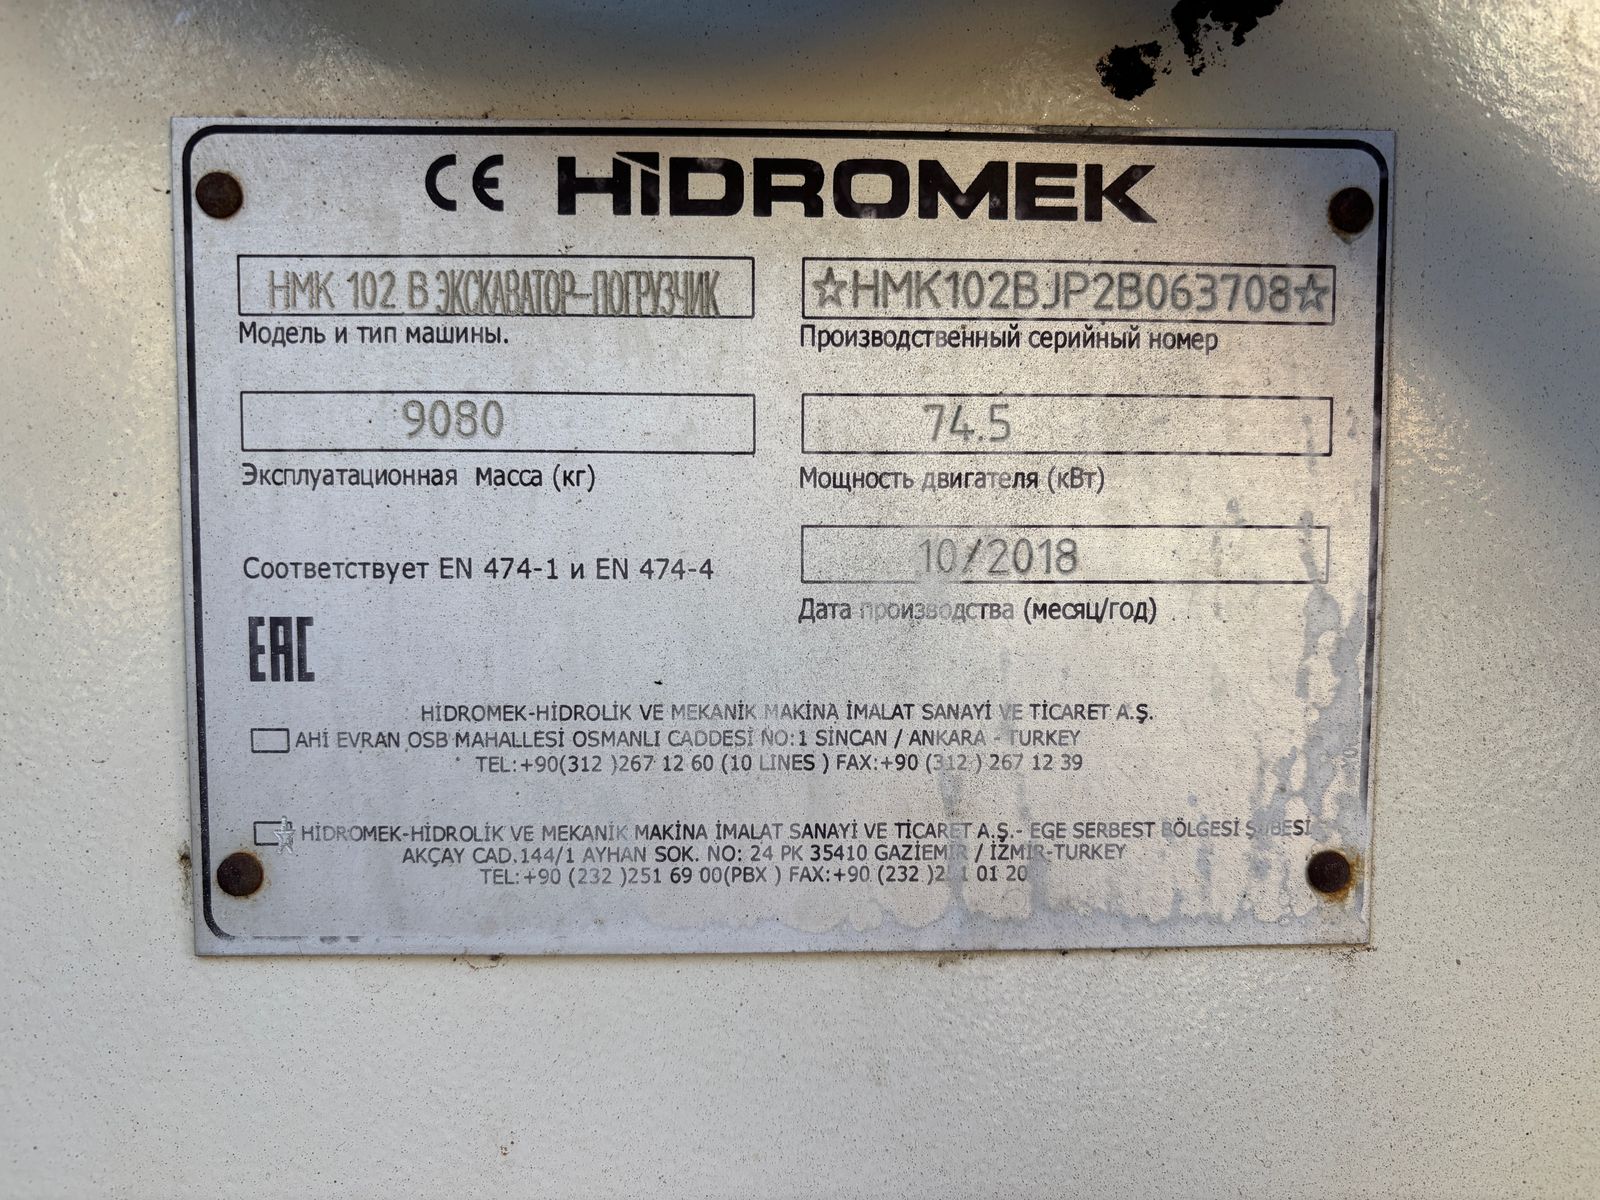 CE HİDROMEK
НМК 102 В ЭКСКАВАТОР-ПОГРУЗЧИК
Модель и тип машины.
☆HMK102BJP2B063708☆
Производственный серийный номер
9080
Эксплуатационная масса (кг)
74.5
Мощность двигателя (кВт)
10/2018
Дата производства (месяц/год)
Соответствует EN 474-1 и EN 474-4
EAC
HİDROMEK-HİDROLİK VE MEKANİK MAKİNA İMALAT SANAYİ VE TİCARET A.Ş.
AHİ EVRAN OSB MAHALLESİ OSMANLI CADDESİ NO:1 SİNCAN / ANKARA - TURKEY
TEL:+90(312 )267 12 60 (10 LINES ) FAX:+90 (312 ) 267 12 39
☆ HİDROMEK-HİDROLİK VE MEKANİK MAKİNA İMALAT SANAYİ VE TİCARET A.Ş.- EGE SERBEST BÖLGESİ ŞUBESİ
AKÇAY CAD.144/1 AYHAN SOK. NO: 24 PK 35410 GAZİEMİR / İZMİR-TURKEY
TEL:+90 (232 )251 69 00(PBX ) FAX:+90 (232 ) 01 20